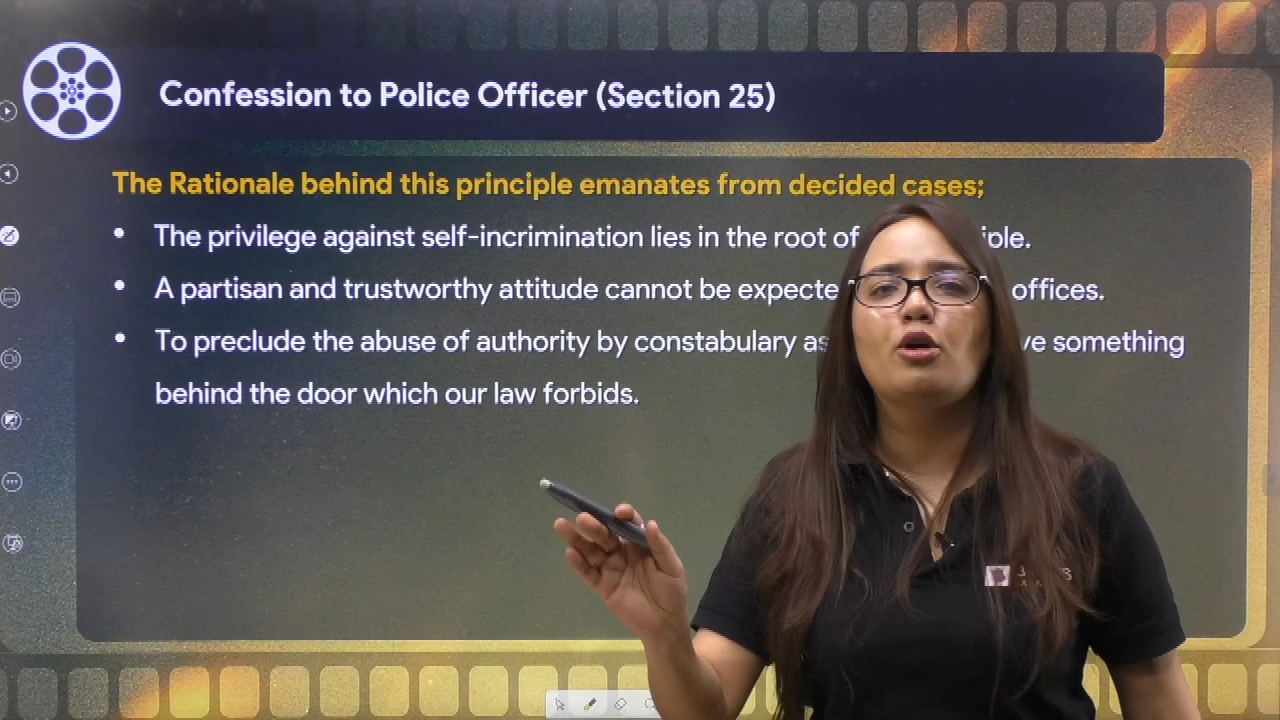 Confession to Police Officer (Section 25)
The Rationale behind this principle emanates from decided cases;
• The privilege against self-incrimination lies in the root of iple.
• A partisan and trustworthy attitude cannot be expecte offices.
• To preclude the abuse of authority by constabulary as ve something
behind the door which our law forbids.